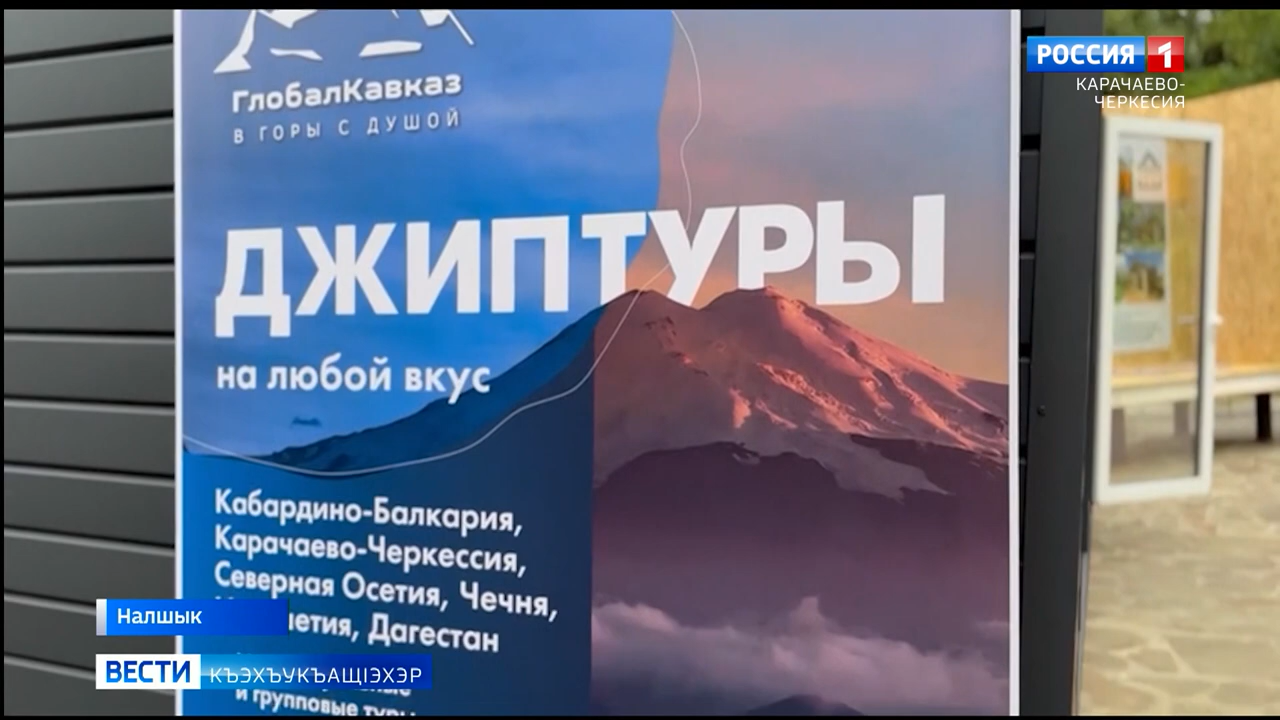 ГлобалКавказ
В ГОРЫ С ДУШОЙ
РОССИЯ 1
КАРАЧАЕВО-
ЧЕРКЕСИЯ
ДЖИПТУРЫ
на любой вкус
Кабардино-Балкария,
Карачаево-Черкессия,
Северная Осетия, Чечня,
Дагестан
и групповые туры
Налшык
ВЕСТИ КЪЭХЪУКЪАЩIЭХЭР